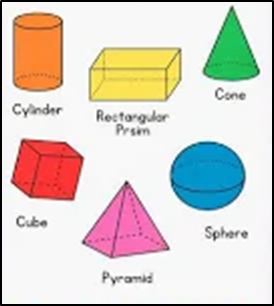 Cylinder
Rectangular
Prsim
Cone
Cube
Sphere
Pyramid